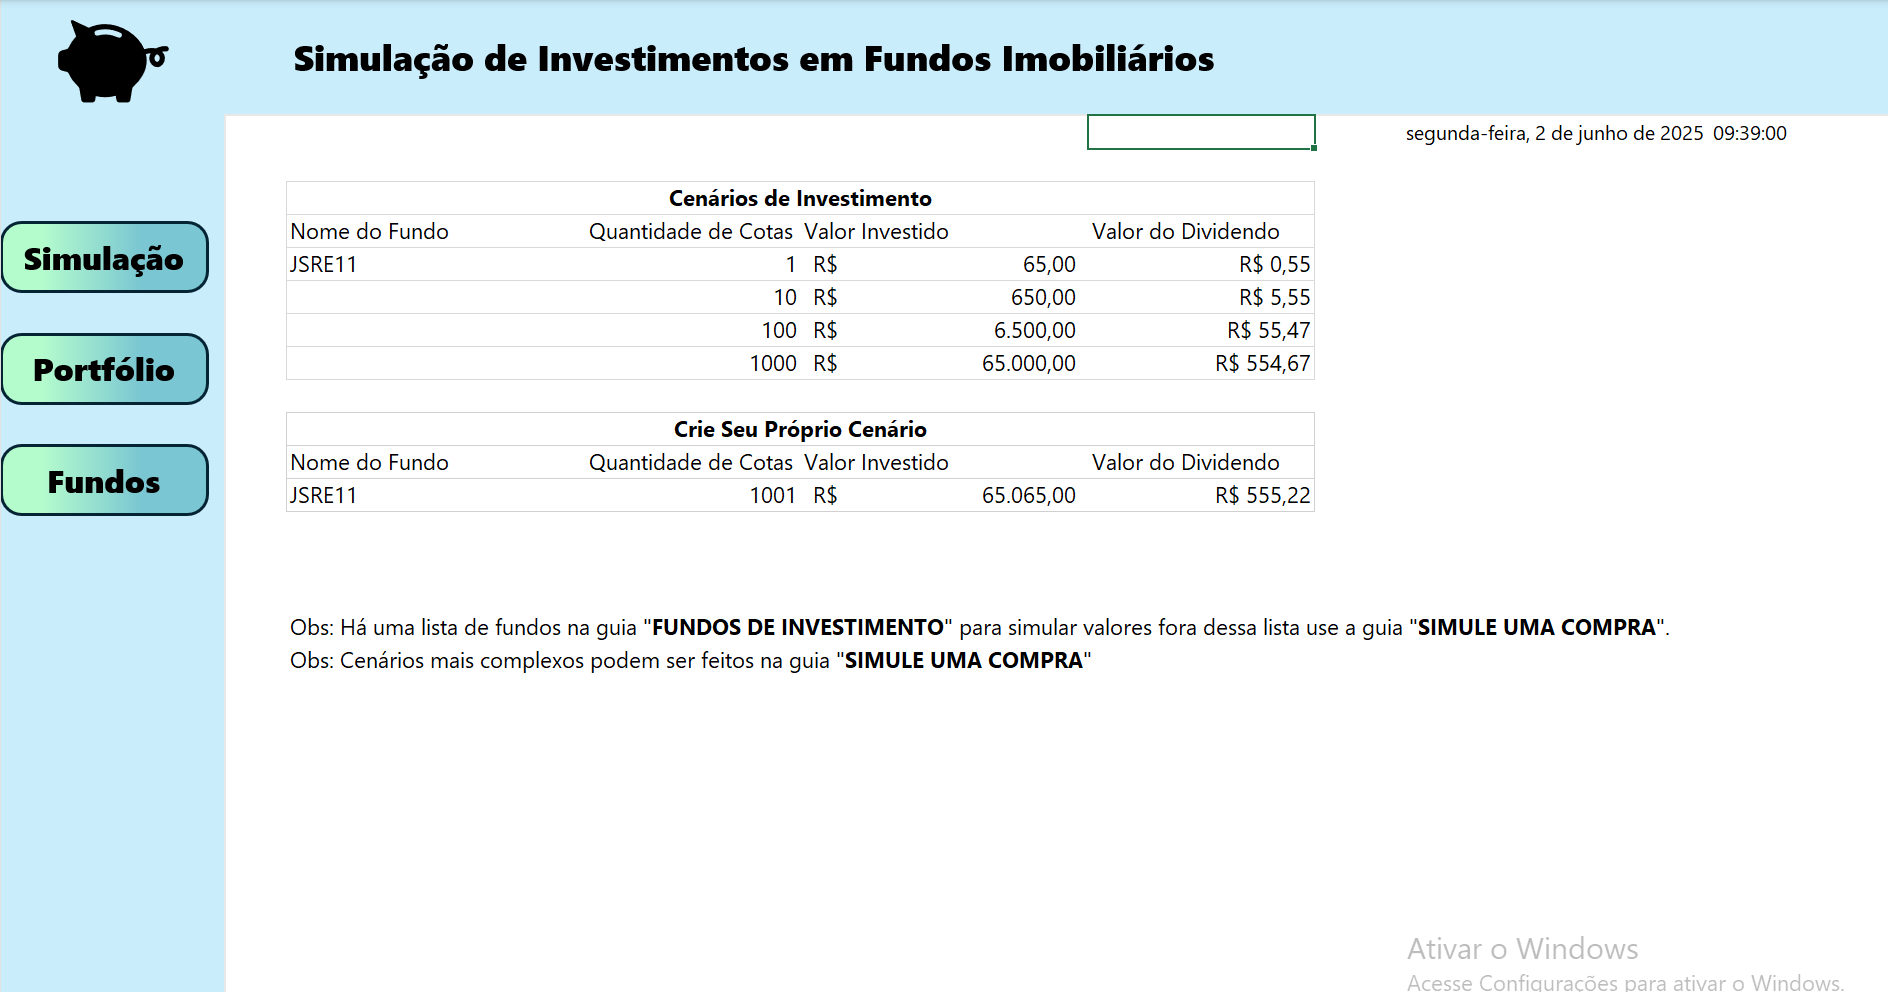 Simulação de Investimentos em Fundos Imobiliários
segunda-feira, 2 de junho de 2025 09:39:00
Simulação
Portfólio
Fundos
Cenários de Investimento
Nome do Fundo Quantidade de Cotas Valor Investido Valor do Dividendo
JSRE11 1 R$ 65,00 R$ 0,55
10 R$ 650,00 R$ 5,55
100 R$ 6.500,00 R$ 55,47
1000 R$ 65.000,00 R$ 554,67
Crie Seu Próprio Cenário
Nome do Fundo Quantidade de Cotas Valor Investido Valor do Dividendo
JSRE11 1001 R$ 65.065,00 R$ 555,22
Obs: Há uma lista de fundos na guia "FUNDOS DE INVESTIMENTO" para simular valores fora dessa lista use a guia "SIMULE UMA COMPRA".
Obs: Cenários mais complexos podem ser feitos na guia "SIMULE UMA COMPRA"
Ativar o Windows
Acesse Configurações para ativar o Windows.